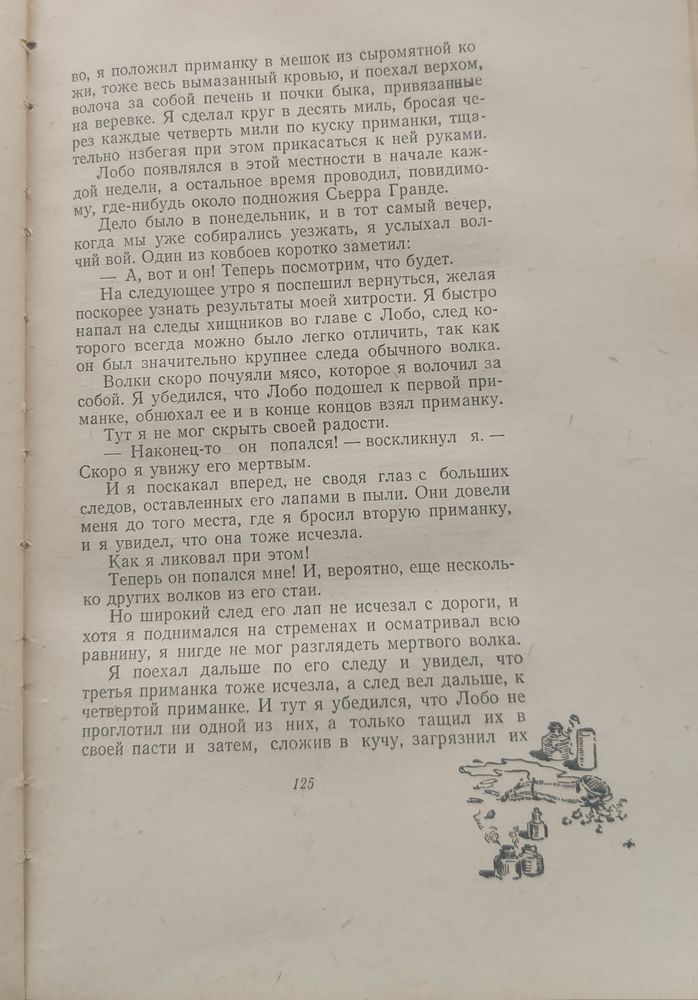 во, я положил приманку в мешок из сыромятной ко
жи, тоже весь вымазанный кровью, и поехал верхом,
волоча за собой печень и почки быка, привязанные
на веревке. Я сделал круг в десять миль, бросая че-
рез каждые четверть мили по куску приманки, тща-
тельно избегая при этом прикасаться к ней руками.
Лобо появлялся в этой местности в начале каж-
дой недели, а остальное время проводил, повидимо-
му, где-нибудь около подножия Сьерра Гранде.
Дело было в понедельник, и в тот самый вечер,
когда мы уже собирались уезжать, я услыхал вол-
чий вой. Один из ковбоев коротко заметил:
— А, вот и он! Теперь посмотрим, что будет.
На следующее утро я поспешил вернуться, желая
поскорее узнать результаты моей хитрости. Я быстро
напал на следы хищников во главе с Лобо, след ко-
торого всегда можно было легко отличить, так как
он был значительно крупнее следа обычного волка.
Волки скоро почуяли мясо, которое я волочил за
собой. Я убедился, что Лобо подошел к первой при-
манке, обнюхал ее и в конце концов взял приманку.
Тут я не мог скрыть своей радости.
— Наконец-то он попался! — воскликнул я. —
Скоро я увижу его мертвым.
И я поскакал вперед, не сводя глаз с больших
следов, оставленных его лапами в пыли. Они довели
меня до того места, где я бросил вторую приманку,
и я увидел, что она тоже исчезла.
Как я ликовал при этом!
Теперь он попался мне! И, вероятно, еще несколь-
ко других волков из его стаи.
Но широкий след его лап не исчезал с дороги, и
хотя я поднимался на стременах и осматривал всю
равнину, я нигде не мог разглядеть мертвого волка.
Я поехал дальше по его следу и увидел, что
третья приманка тоже исчезла, а след вел дальше, к
четвертой приманке. И тут я убедился, что Лобо не
проглотил ни одной из них, а только тащил их в
своей пасти и затем, сложив в кучу, загрязнил их
125